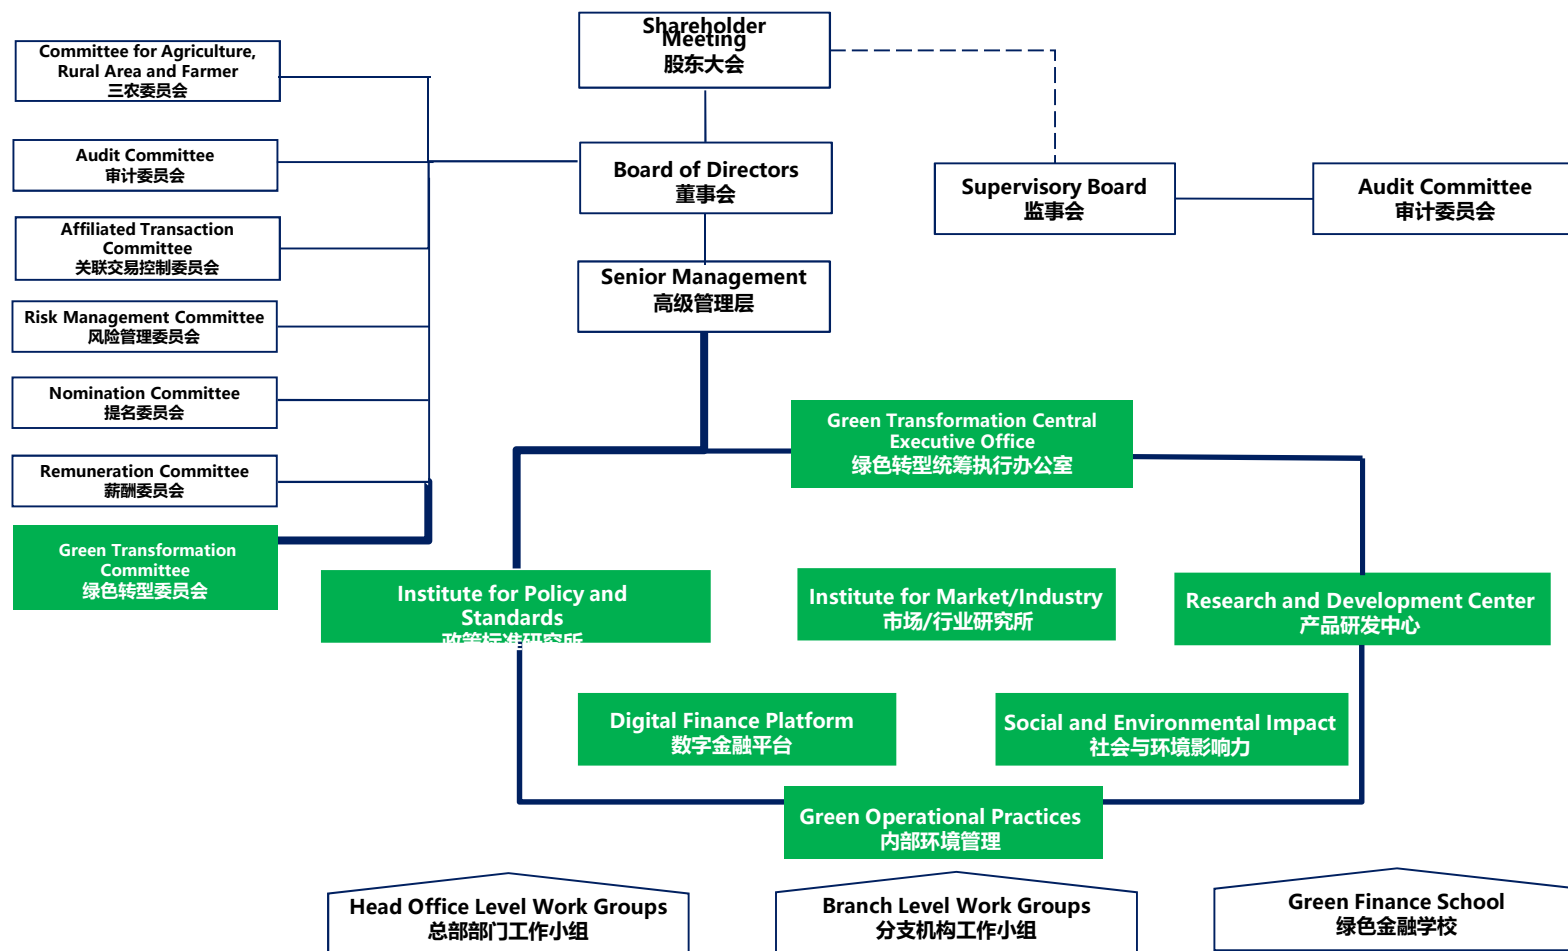 Shareholder
Meeting
股东大会
Committee for Agriculture,
Rural Area and Farmer
三农委员会
Audit Committee
审计委员会
Board of Directors
董事会
Supervisory Board
监事会
Audit Committee
审计委员会
Affiliated Transaction
Committee
关联交易控制委员会
Senior Management
高级管理层
Risk Management Committee
风险管理委员会
Nomination Committee
提名委员会
Green Transformation Central
Executive Office
绿色转型统筹执行办公室
Remuneration Committee
薪酬委员会
Green Transformation
Committee
绿色转型委员会
Institute for Policy and
Standards
政策标准研究所
Institute for Market/Industry
市场/行业研究所
Research and Development Center
产品研发中心
Digital Finance Platform
数字金融平台
Social and Environmental Impact
社会与环境影响力
Green Operational Practices
内部环境管理
Head Office Level Work Groups
总部部门工作小组
Branch Level Work Groups
分支机构工作小组
Green Finance School
绿色金融学校